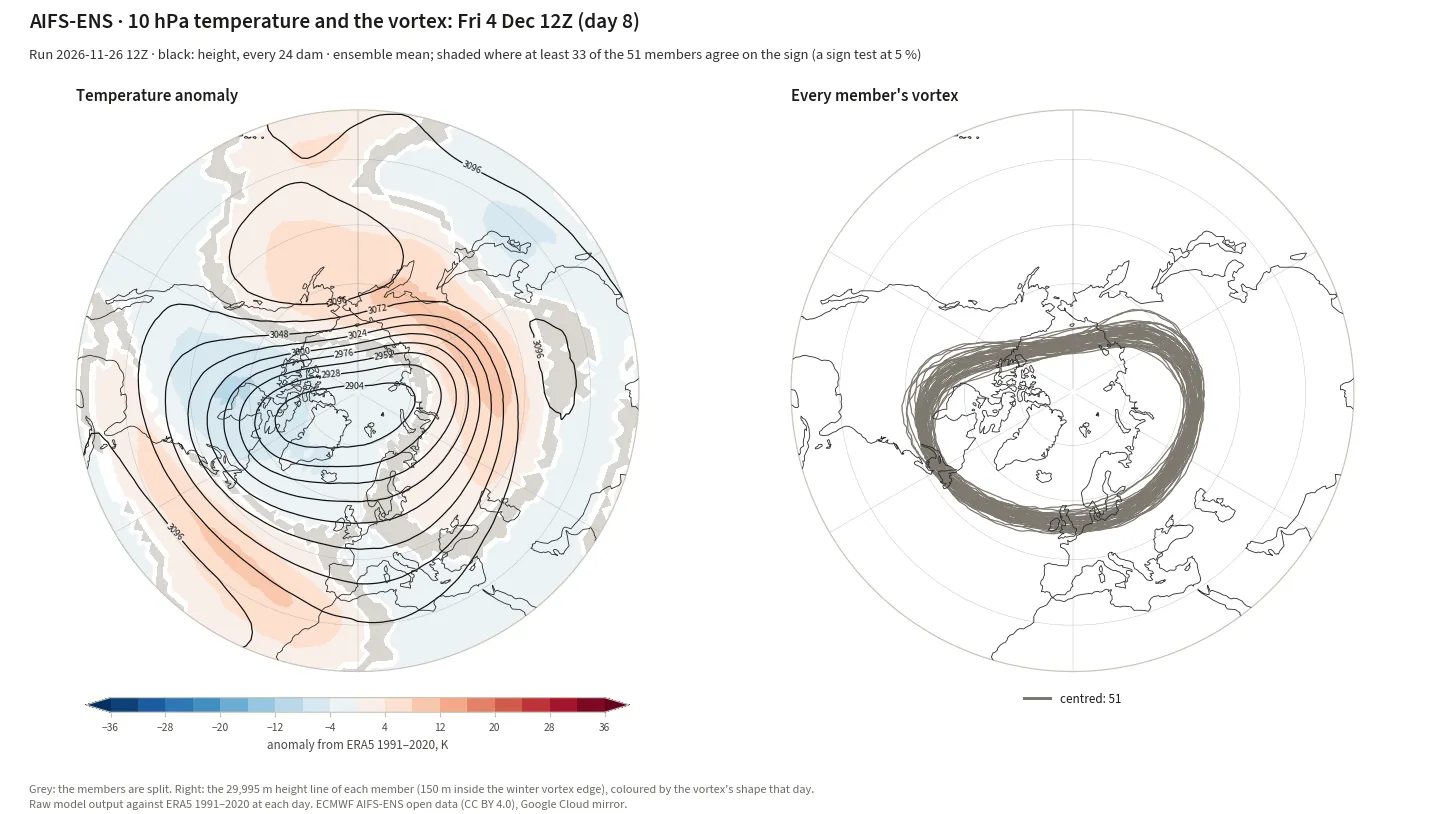 AIFS-ENS · 10 hPa temperature and the vortex: Fri 4 Dec 12Z (day 8)
Run 2026-11-26 12Z · black: height, every 24 dam · ensemble mean; shaded where at least 33 of the 51 members agree on the sign (a sign test at 5 %)
Temperature anomaly
Every member's vortex
3096
3096
3072
3048
3024
3096
3000
2976
2952
2928
2904
3096
−36
−28
−20
−12
−4
4
12
20
28
36
anomaly from ERA5 1991–2020, K
centred: 51
Grey: the members are split. Right: the 29,995 m height line of each member (150 m inside the winter vortex edge), coloured by the vortex's shape that day.
Raw model output against ERA5 1991–2020 at each day. ECMWF AIFS-ENS open data (CC BY 4.0), Google Cloud mirror.